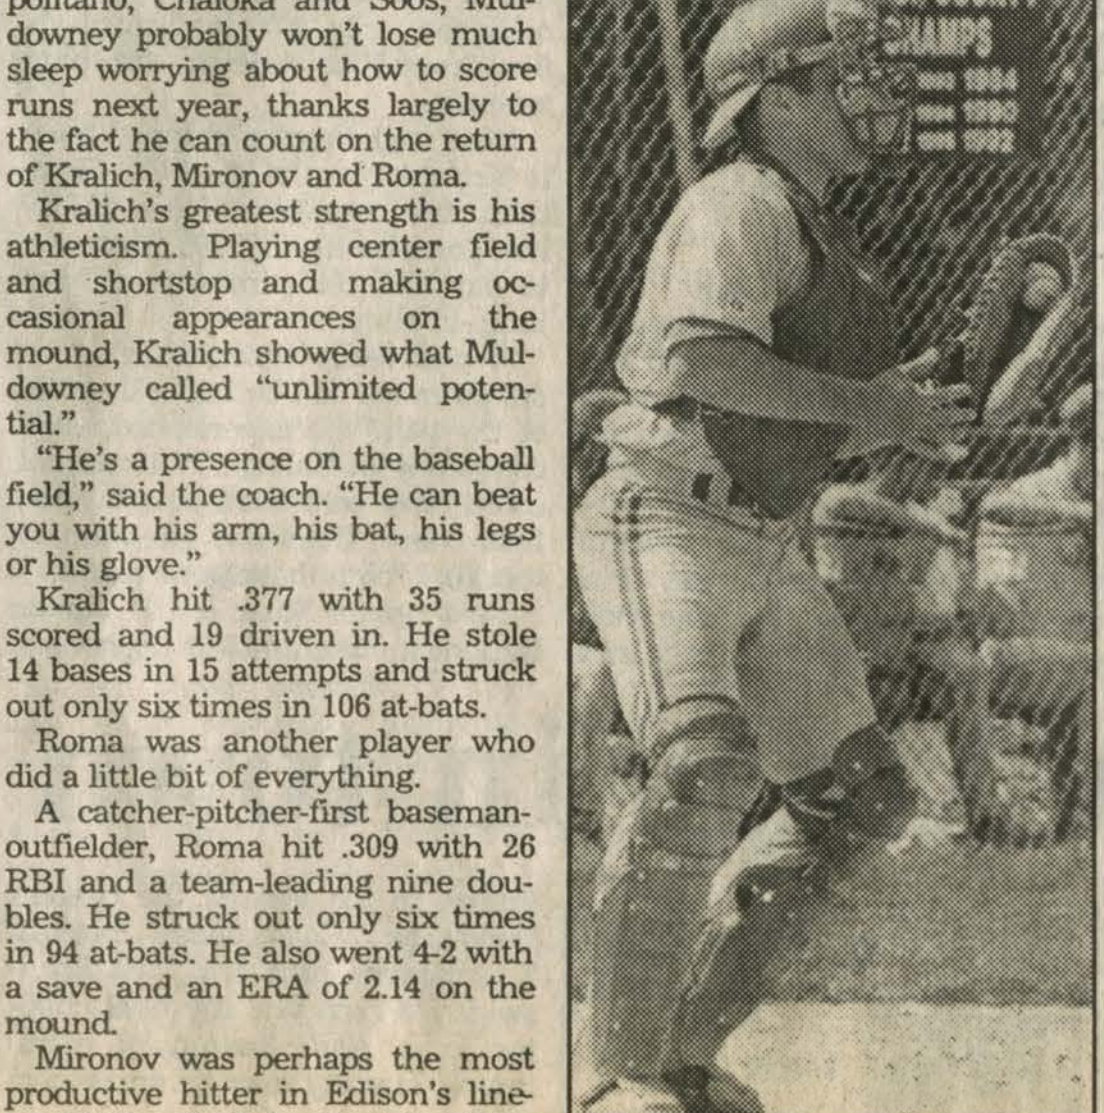 politano, Chaloka and Soos, Mul-
downey probably won't lose much
sleep worrying about how to score
runs next year, thanks largely to
the fact he can count on the return
of Kralich, Mironov and Roma.
Kralich's greatest strength is his
athleticism. Playing center field
and shortstop and making oc-
casional appearances on the
mound, Kralich showed what Mul-
downey called “unlimited poten-
tial.”
“He's a presence on the baseball
field,” said the coach. “He can beat
you with his arm, his bat, his legs
or his glove.”
Kralich hit .377 with 35 runs
scored and 19 driven in. He stole
14 bases in 15 attempts and struck
out only six times in 106 at-bats.
Roma was another player who
did a little bit of everything.
A catcher-pitcher-first baseman-
outfielder, Roma hit .309 with 26
RBI and a team-leading nine dou-
bles. He struck out only six times
in 94 at-bats. He also went 4-2 with
a save and an ERA of 2.14 on the
mound.
Mironov was perhaps the most
productive hitter in Edison's line-
CHAMPS